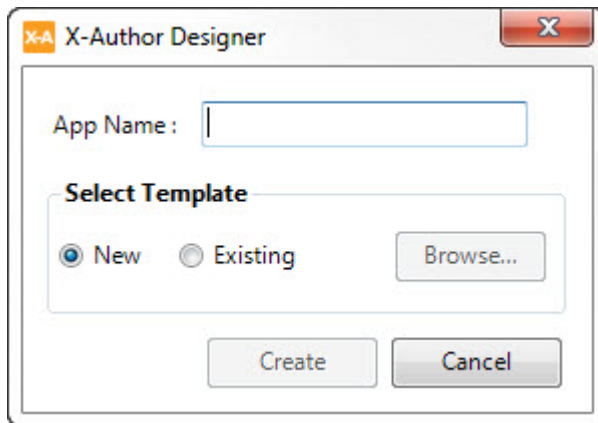 X-A X-Author Designer
App Name :
Select Template
New Existing Browse...
Create Cancel